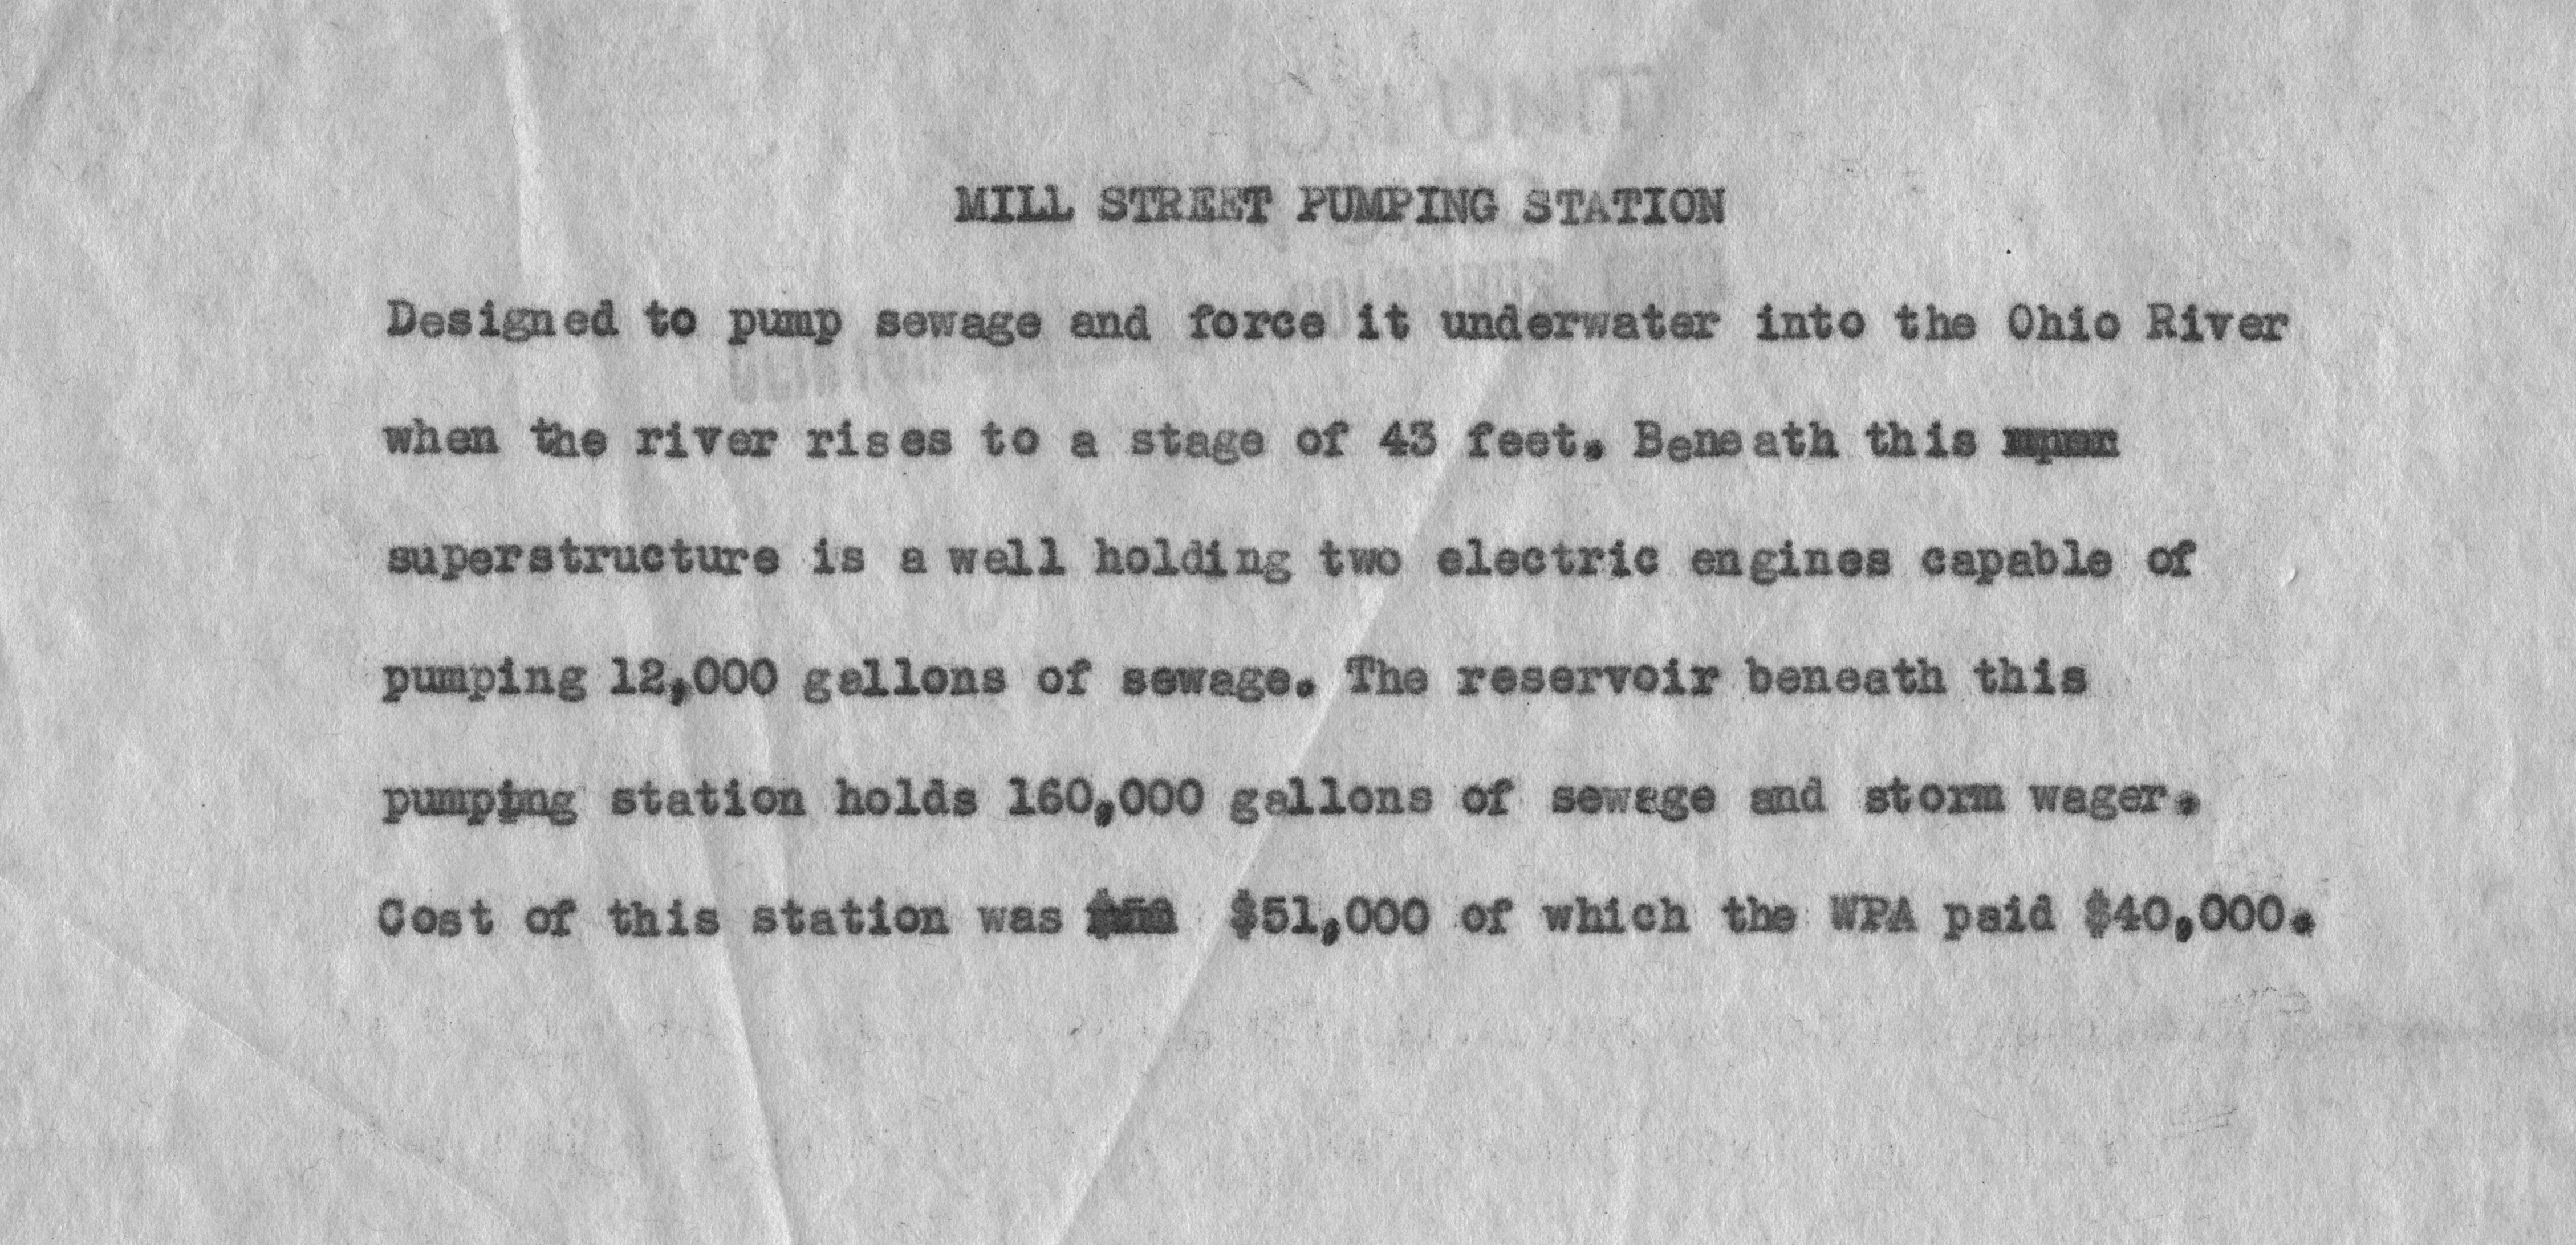 MILL STREET PUMPING STATION
Designed to pump sewage and force it underwater into the Ohio River
when the river rises to a stage of 43 feet. Beneath this
superstructure is a well holding two electric engines capable of
pumping 12,000 gallons of sewage. The reservoir beneath this
pumping station holds 160,000 gallons of sewage and storm wager.
Cost of this station was $51,000 of which the WPA paid $40,000.